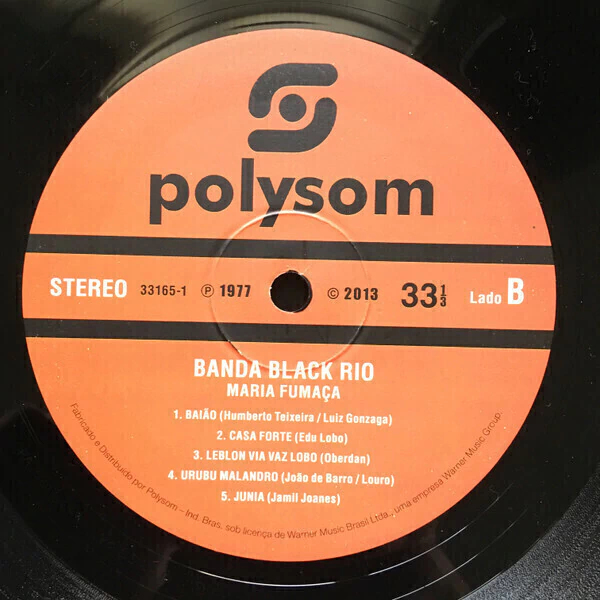 polysom
STEREO 33165-1 Ⓟ 1977 © 2013 33 1/3 Lado B
BANDA BLACK RIO
MARIA FUMAÇA
1. BAIÃO (Humberto Teixeira / Luiz Gonzaga)
2. CASA FORTE (Edu Lobo)
3. LEBLON VIA VAZ LOBO (Oberdan)
4. URUBU MALANDRO (João de Barro / Louro)
5. JUNIA (Jamil Joanes)
Fabricado e Distribuído por Polysom – Ind. Bras. sob licença de Warner Music Brasil Ltda., uma empresa Warner Music Group.